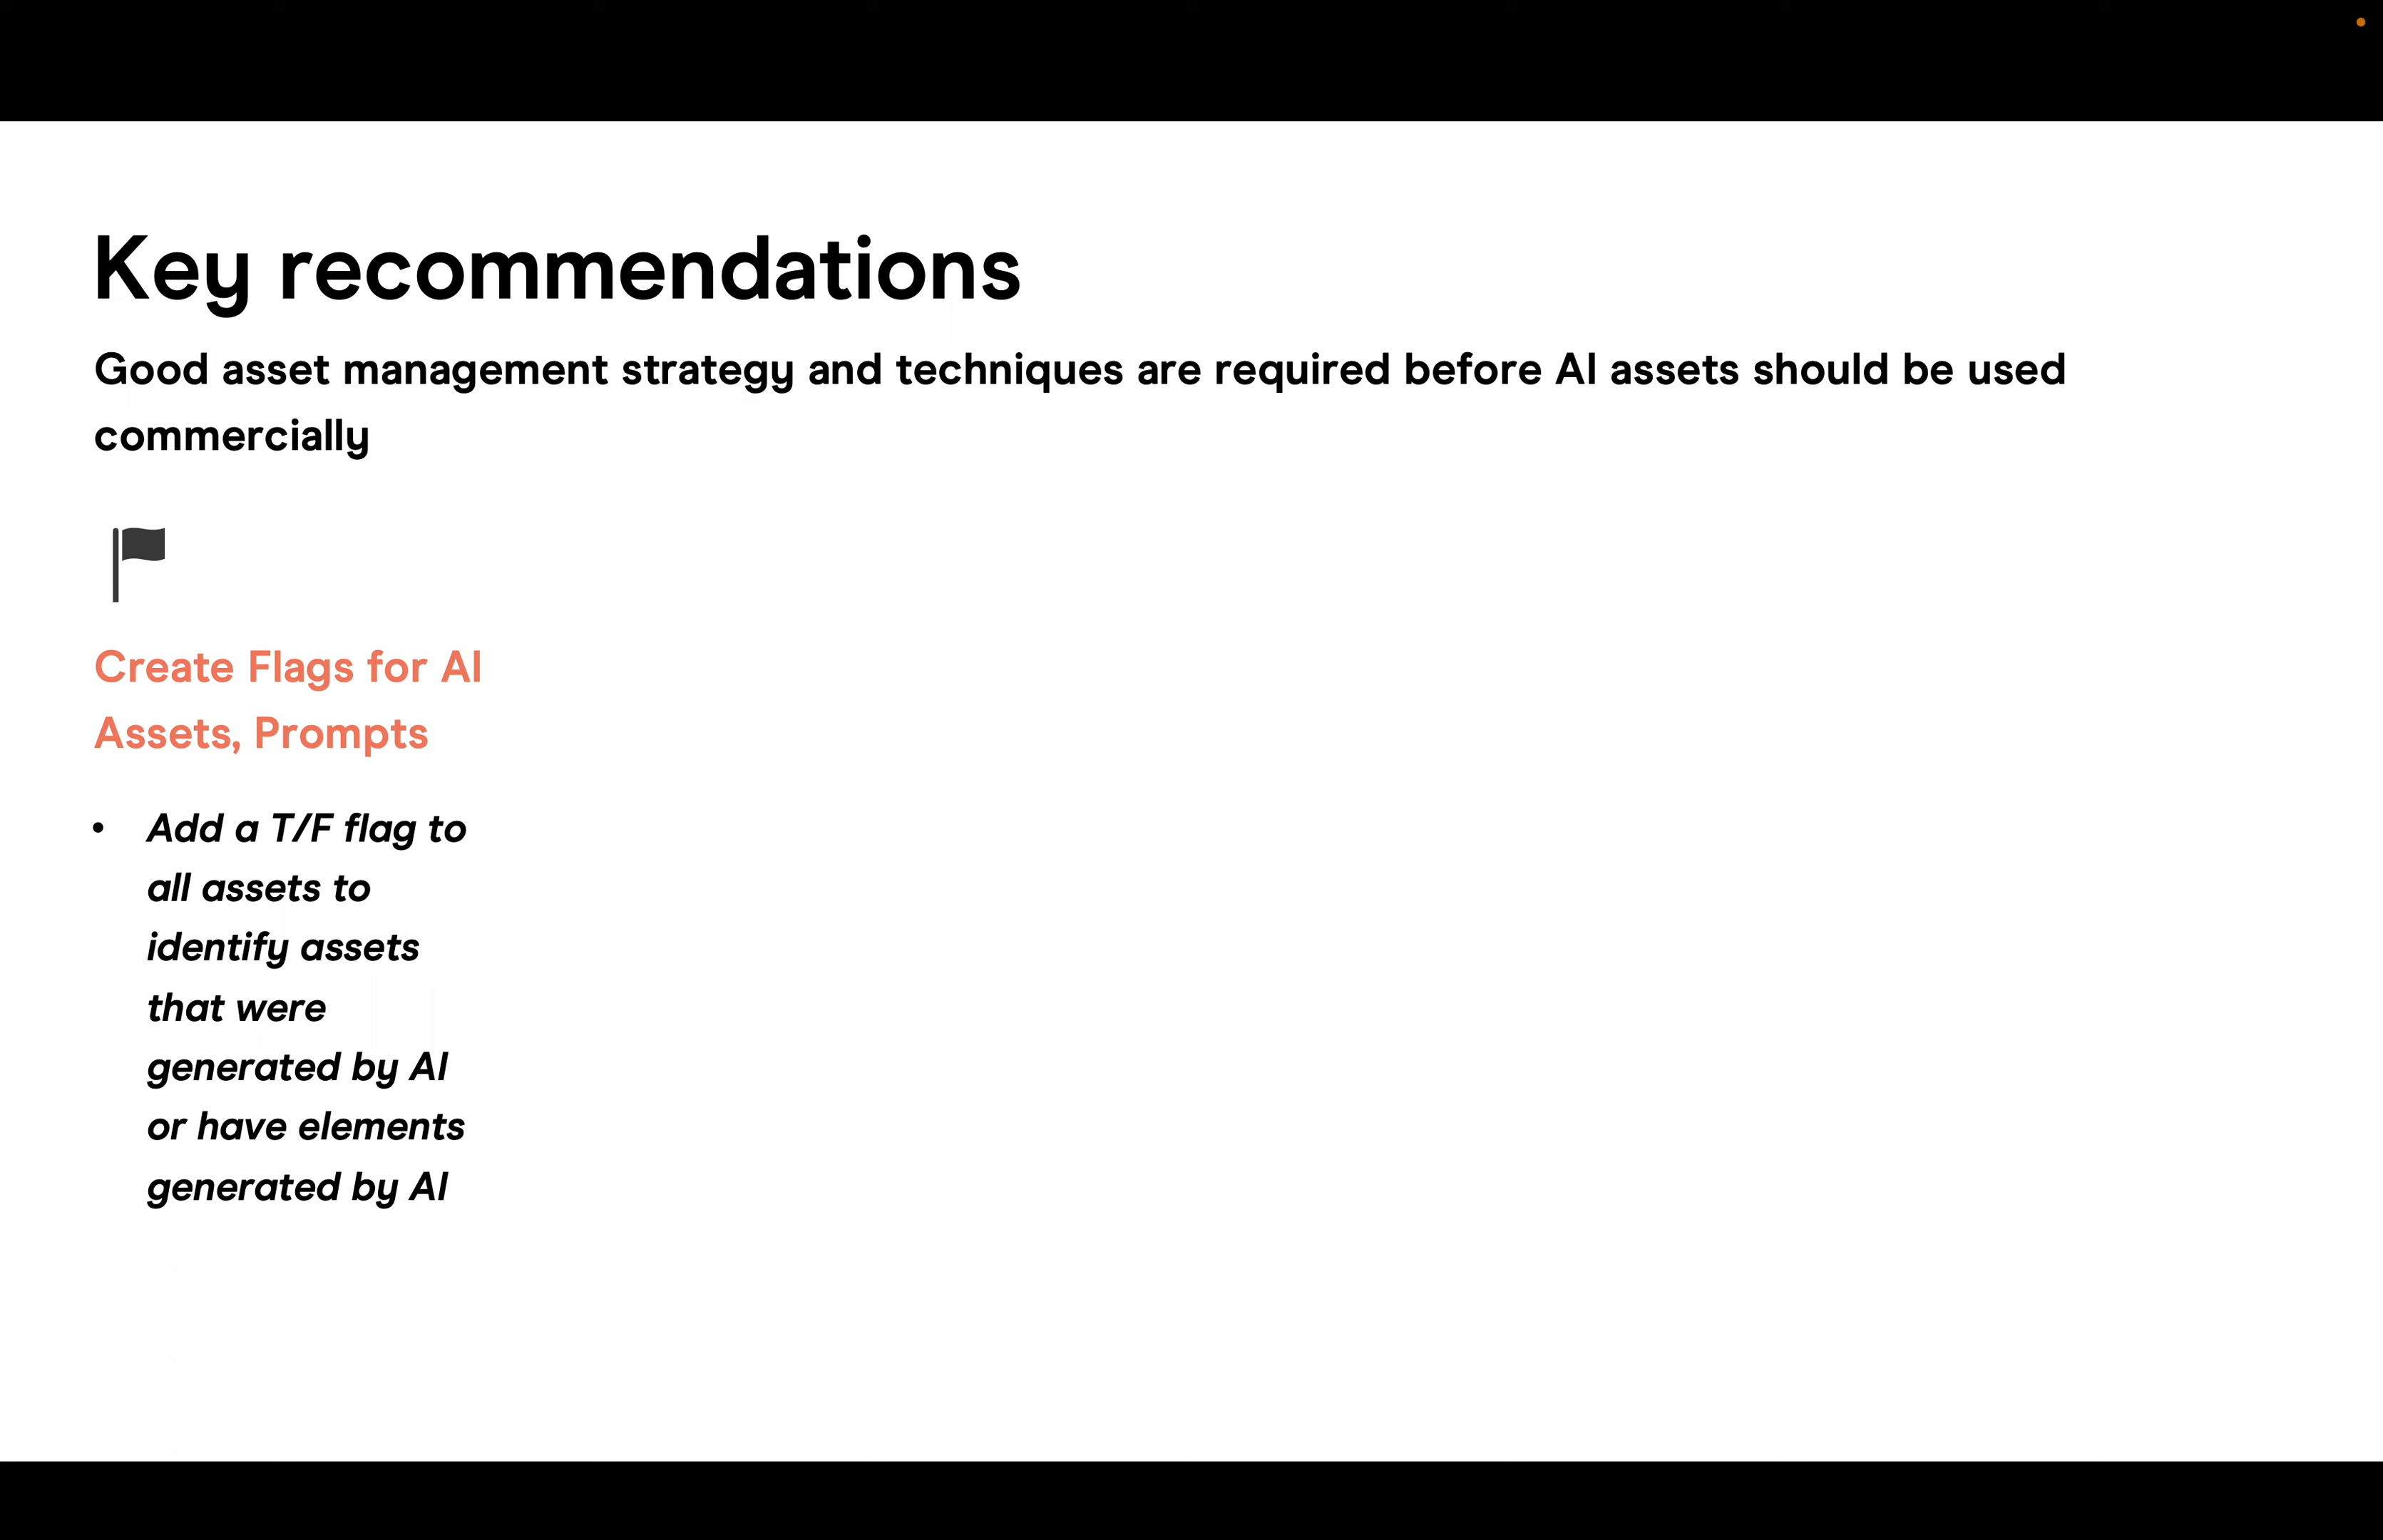 Key recommendations
Good asset management strategy and techniques are required before AI assets should be used
commercially
Create Flags for AI
Assets, Prompts
• Add a T/F flag to
all assets to
identify assets
that were
generated by AI
or have elements
generated by AI